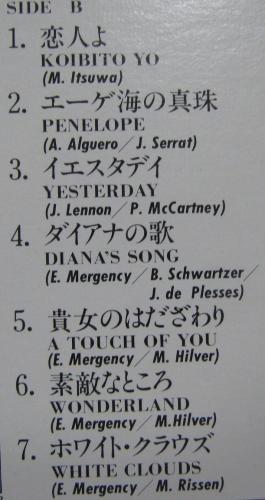 SIDE B
1. 恋人よ
KOIBITO YO
(M. Itsuwa)
2. エーゲ海の真珠
PENELOPE
(A. Alguero／J. Serrat)
3. イエスタデイ
YESTERDAY
(J. Lennon／P. McCartney)
4. ダイアナの歌
DIANA'S SONG
(E. Mergency／B. Schwartzer／
J. de Plesses)
5. 貴女のはだざわり
A TOUCH OF YOU
(E. Mergency／M. Hilver)
6. 素敵なところ
WONDERLAND
(E. Mergency／M.Hilver)
7. ホワイト・クラウズ
WHITE CLOUDS
(E. Mergency／M. Rissen)